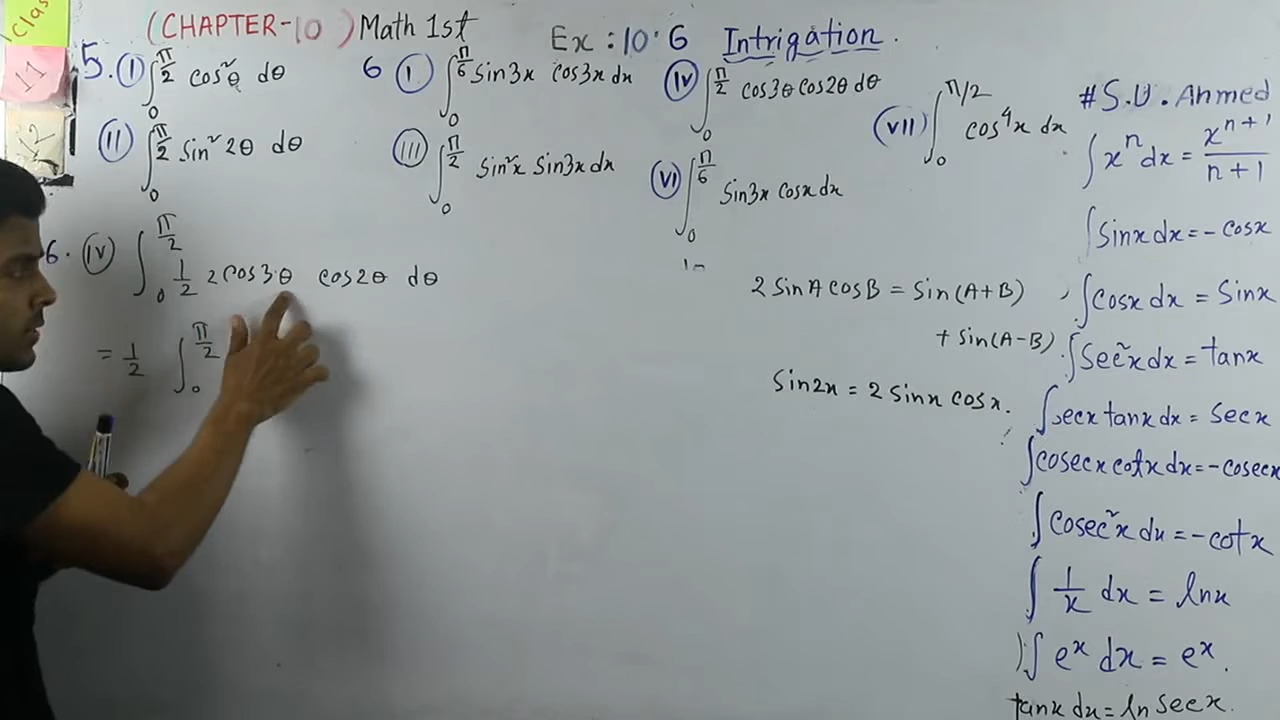 Clas
11
12
(CHAPTER-10) Math 1st Ex: 10.6 Intrigation.
5. (I) ∫₀^(π/2) cos²θ dθ
(II) ∫₀^(π/2) sin²2θ dθ
6 (I) ∫₀^(π/6) sin3x cos3x dx
(III) ∫₀^(π/2) sin²x sin3x dx
(IV) ∫₀^(π/2) cos3θ cos2θ dθ
(VI) ∫₀^(π/6) sin3x cosx dx
(VII) ∫₀^(π/2) cos⁴x dx
6. (IV) ∫₀^(π/2) 1/2 2cos3θ cos2θ dθ
= 1/2 ∫₀^(π/2)
2 sinA cosB = sin(A+B)
+ sin(A-B)
Sin2x = 2 sinx cosx.
#S.U.Ahmed
∫xⁿdx = x^(n+1)/(n+1)
∫Sinx dx = -cosx
∫cosx dx = Sinx
∫Sec²x dx = tanx
∫secx tanx dx = Secx
∫cosecx cotx dx = -cosecx
∫cosec²x dx = -cotx
∫1/x dx = lnx
∫eˣ dx = eˣ.
tanx dx = ln secx.